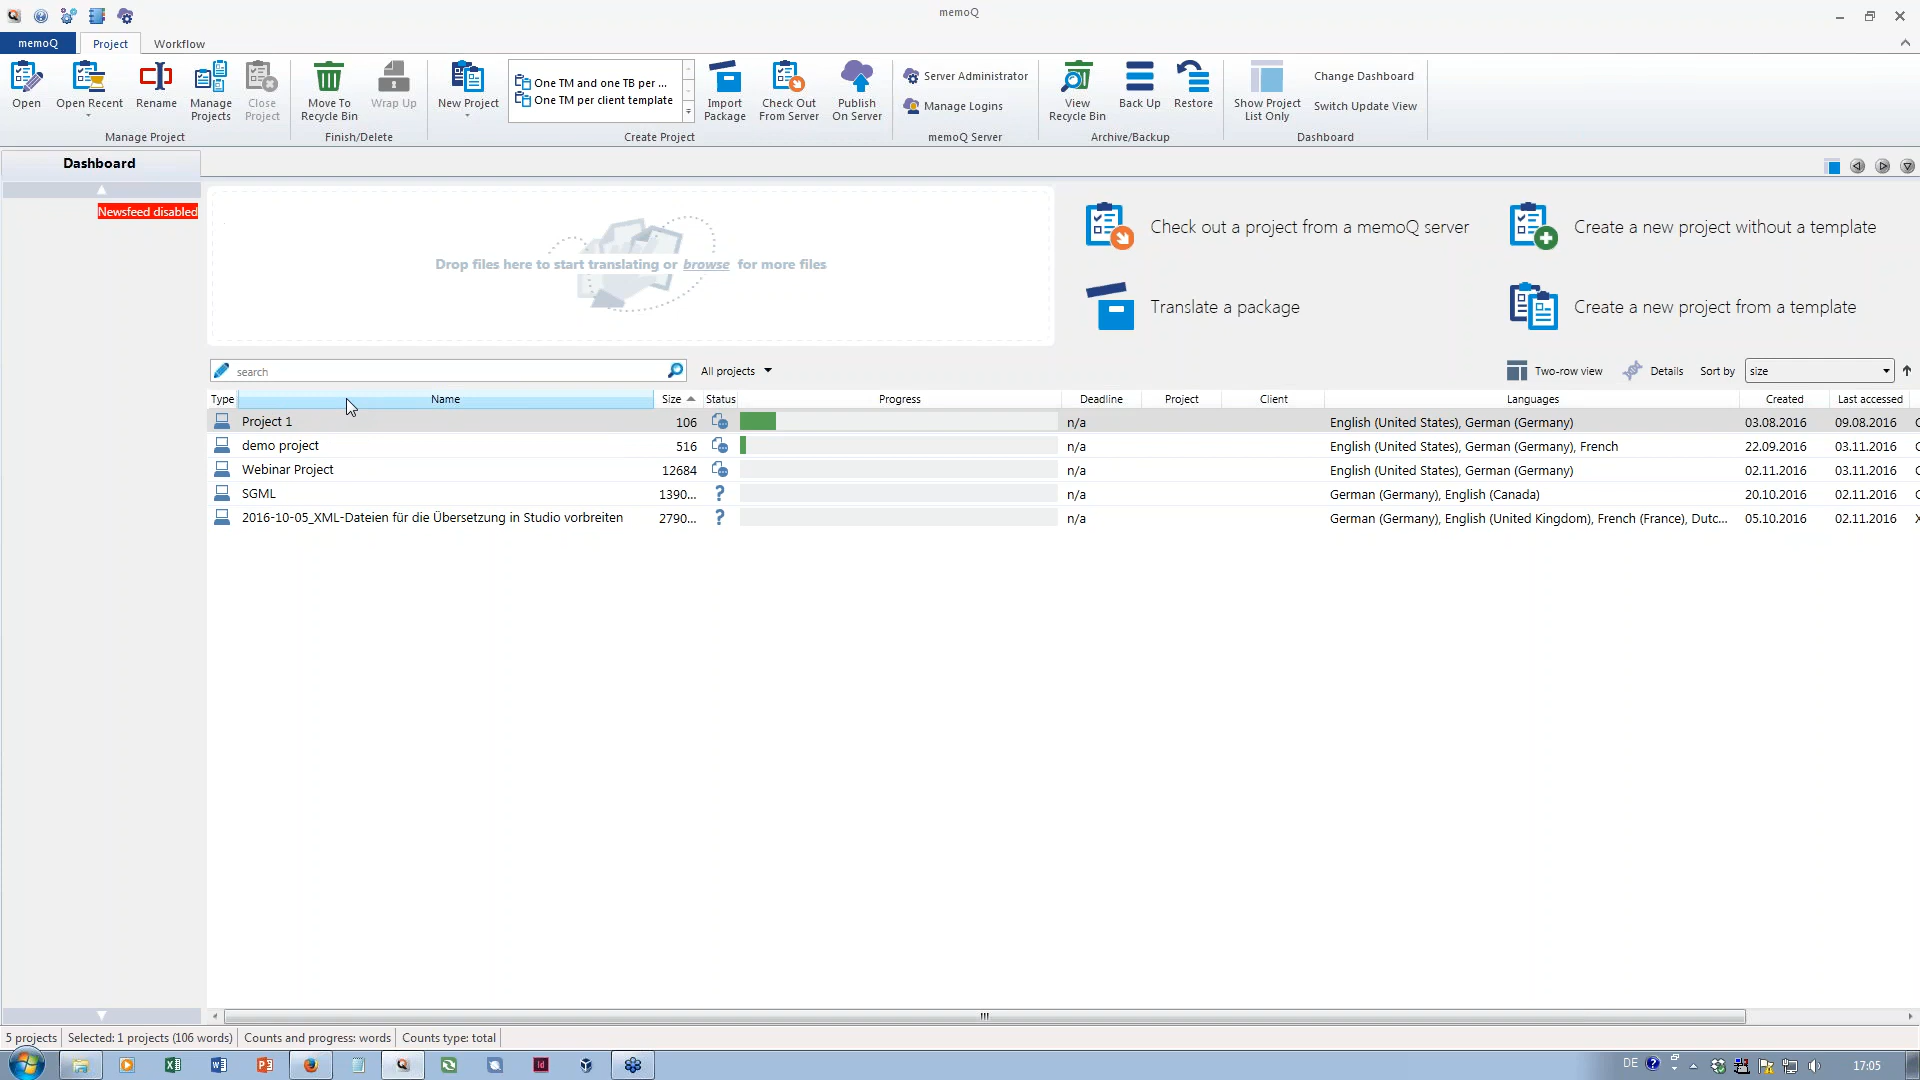 memoQ
memoQ Project Workflow
Open Open Recent Rename Manage Projects Close Project
Manage Project
Move To Recycle Bin Wrap Up
Finish/Delete
New Project
One TM and one TB per ...
One TM per client template
Import Package Check Out From Server Publish On Server
Create Project
Server Administrator
Manage Logins
memoQ Server
View Recycle Bin Back Up Restore
Archive/Backup
Show Project List Only
Change Dashboard
Switch Update View
Dashboard
Dashboard
Newsfeed disabled
Drop files here to start translating or browse for more files
Check out a project from a memoQ server
Create a new project without a template
Translate a package
Create a new project from a template
search All projects Two-row view Details Sort by size
Type Name Size Status Progress Deadline Project Client Languages Created Last accessed
Project 1 106 n/a English (United States), German (Germany) 03.08.2016 09.08.2016
demo project 516 n/a English (United States), German (Germany), French 22.09.2016 03.11.2016
Webinar Project 12684 n/a English (United States), German (Germany) 02.11.2016 03.11.2016
SGML 1390... ? n/a German (Germany), English (Canada) 20.10.2016 02.11.2016
2016-10-05_XML-Dateien für die Übersetzung in Studio vorbreiten 2790... ? n/a German (Germany), English (United Kingdom), French (France), Dutc... 05.10.2016 02.11.2016
5 projects Selected: 1 projects (106 words) Counts and progress: words Counts type: total
DE 17:05